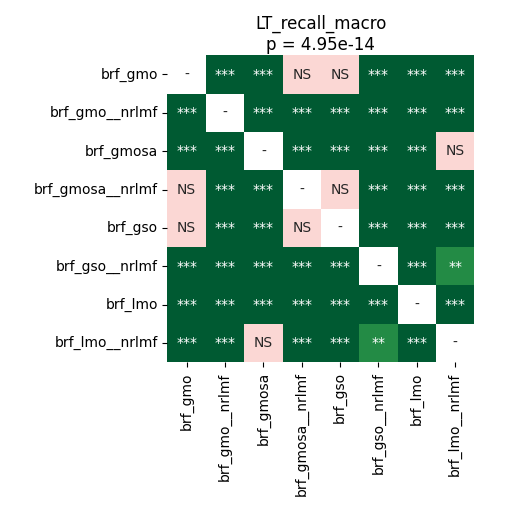 LT_recall_macro
p = 4.95e-14
brf_gmo - *** *** NS NS *** *** ***
brf_gmo__nrlmf *** - *** *** *** *** *** ***
brf_gmosa *** *** - *** *** *** *** NS
brf_gmosa__nrlmf NS *** *** - NS *** *** ***
brf_gso NS *** *** NS - *** *** ***
brf_gso__nrlmf *** *** *** *** *** - *** **
brf_lmo *** *** *** *** *** *** - ***
brf_lmo__nrlmf *** *** NS *** *** ** *** -
brf_gmo
brf_gmo__nrlmf
brf_gmosa
brf_gmosa__nrlmf
brf_gso
brf_gso__nrlmf
brf_lmo
brf_lmo__nrlmf